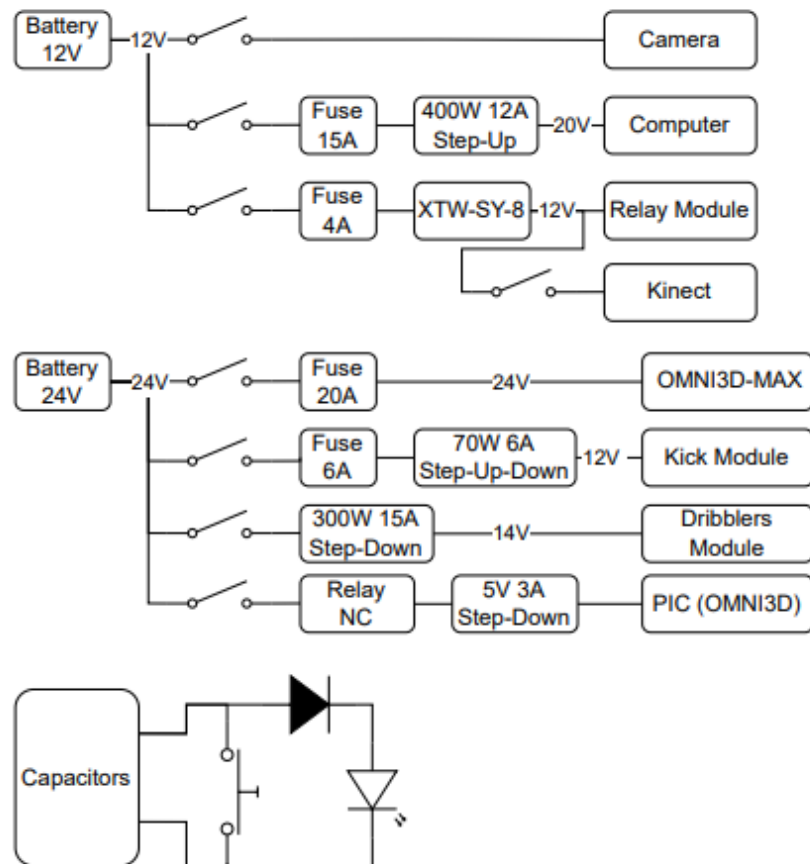 Battery
12V
12V
Camera
Fuse
15A
400W 12A
Step-Up
20V
Computer
Fuse
4A
XTW-SY-8
12V
Relay Module
Kinect
Battery
24V
24V
Fuse
20A
24V
OMNI3D-MAX
Fuse
6A
70W 6A
Step-Up-Down
12V
Kick Module
300W 15A
Step-Down
14V
Dribblers
Module
Relay
NC
5V 3A
Step-Down
PIC (OMNI3D)
Capacitors